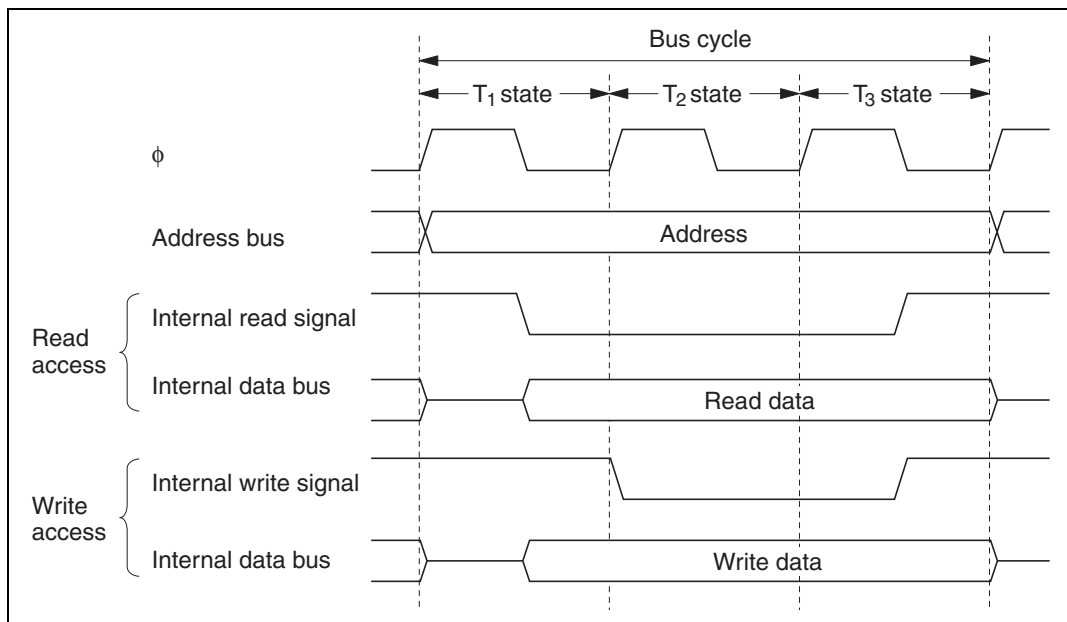 Bus cycle
T₁ state
T₂ state
T₃ state
ϕ
Address bus
Address
Read
access
Internal read signal
Internal data bus
Read data
Write
access
Internal write signal
Internal data bus
Write data